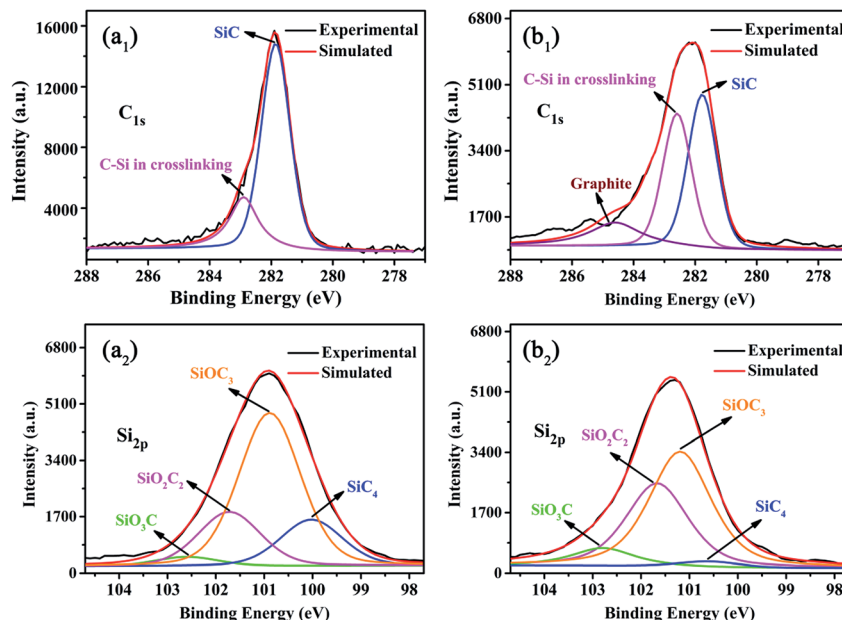 (a₁)
SiC
Experimental
Simulated
C₁ₛ
C-Si in crosslinking
16000
12000
8000
4000
Intensity (a.u.)
288 286 284 282 280 278
Binding Energy (eV)
(b₁)
Experimental
Simulated
C-Si in crosslinking
SiC
C₁ₛ
Graphite
6800
5100
3400
1700
Intensity (a.u.)
288 286 284 282 280 278
Binding Energy (eV)
(a₂)
Experimental
Simulated
SiOC₃
Si₂ₚ
SiO₂C₂
SiC₄
SiO₃C
6800
5100
3400
1700
0
Intensity (a.u.)
104 103 102 101 100 99 98
Binding Energy (eV)
(b₂)
Experimental
Simulated
SiOC₃
SiO₂C₂
Si₂ₚ
SiO₃C
SiC₄
6800
5100
3400
1700
0
Intensity (a.u.)
104 103 102 101 100 99 98
Binding Energy (eV)